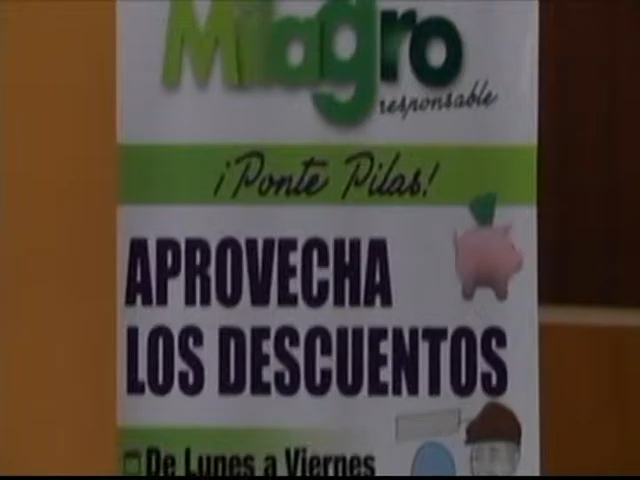 Milagro
responsable
¡Ponte Pilas!
APROVECHA
LOS DESCUENTOS
De Lunes a Viernes